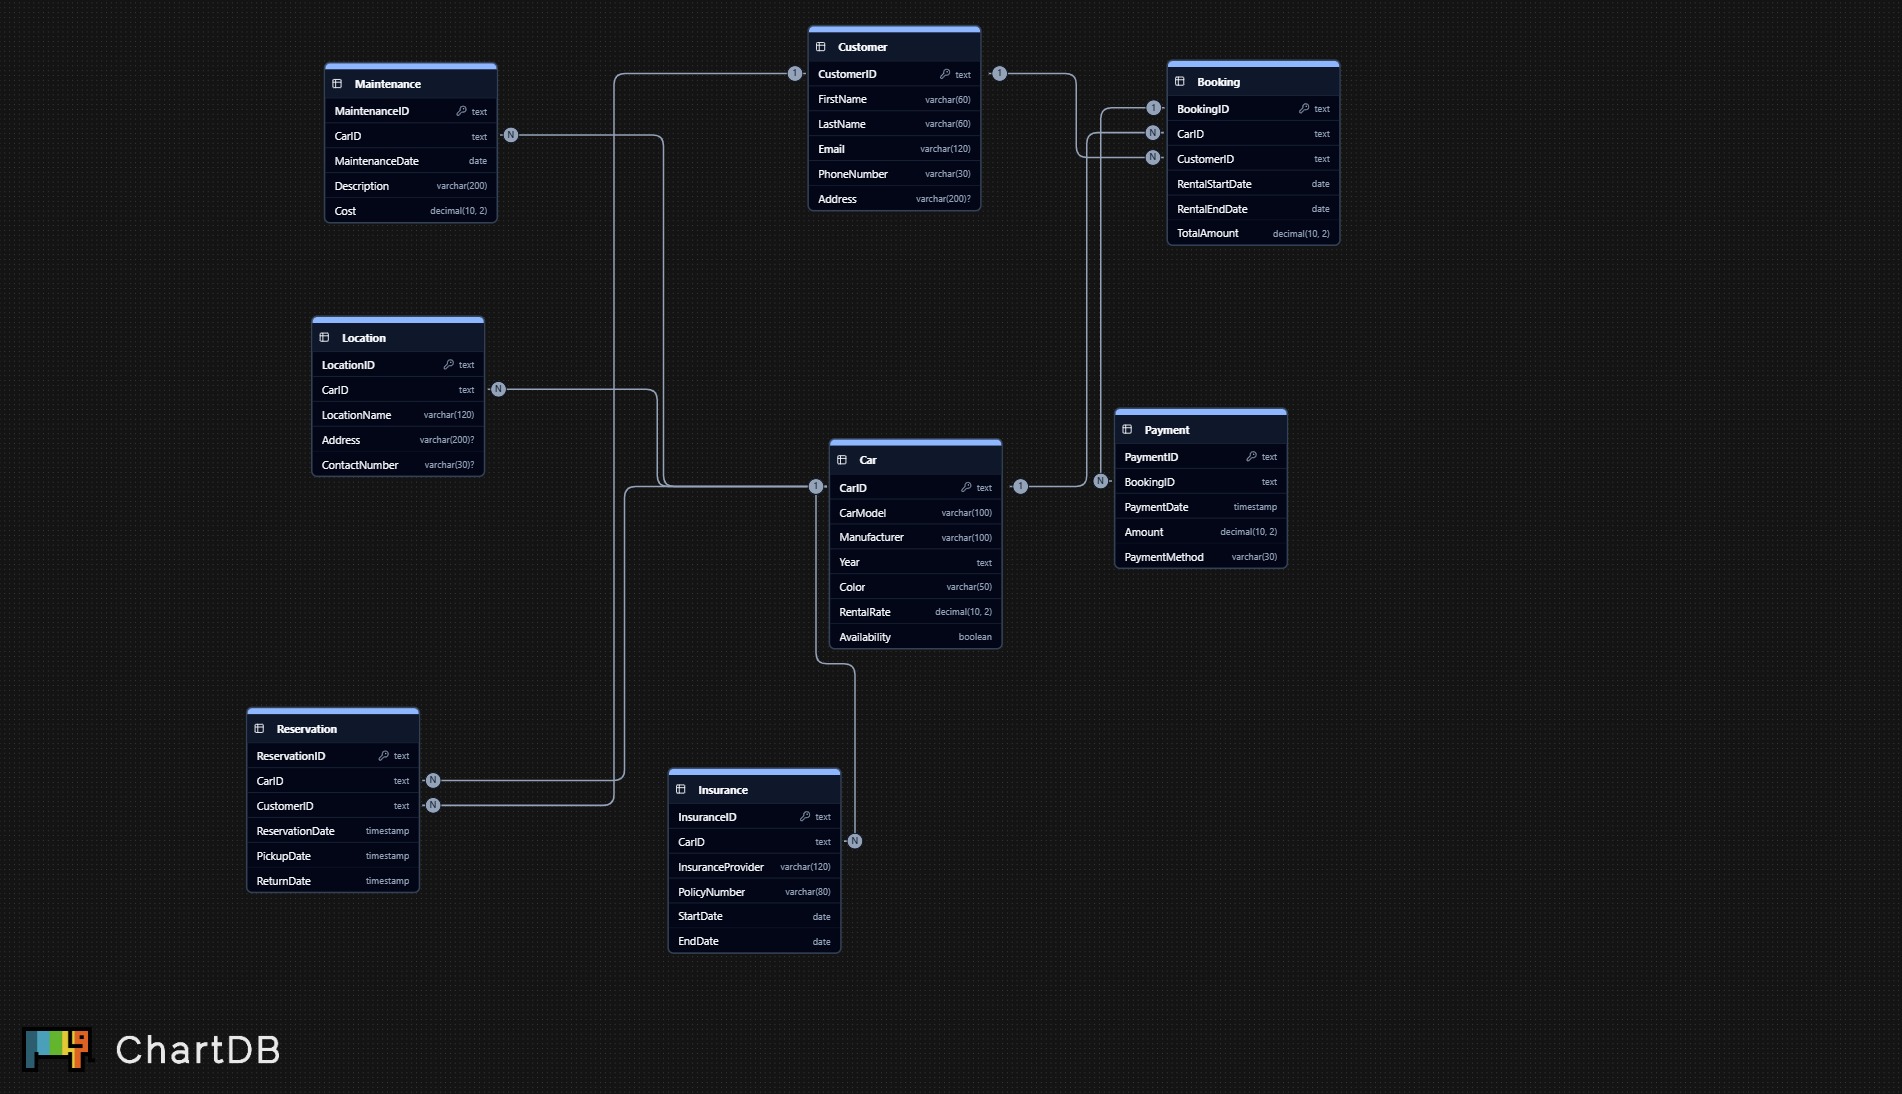 Customer
CustomerID text
FirstName varchar(60)
LastName varchar(60)
Email varchar(120)
PhoneNumber varchar(30)
Address varchar(200)?
Maintenance
MaintenanceID text
CarID text
MaintenanceDate date
Description varchar(200)
Cost decimal(10, 2)
Booking
BookingID text
CarID text
CustomerID text
RentalStartDate date
RentalEndDate date
TotalAmount decimal(10, 2)
Location
LocationID text
CarID text
LocationName varchar(120)
Address varchar(200)?
ContactNumber varchar(30)?
Car
CarID text
CarModel varchar(100)
Manufacturer varchar(100)
Year text
Color varchar(50)
RentalRate decimal(10, 2)
Availability boolean
Payment
PaymentID text
BookingID text
PaymentDate timestamp
Amount decimal(10, 2)
PaymentMethod varchar(30)
Reservation
ReservationID text
CarID text
CustomerID text
ReservationDate timestamp
PickupDate timestamp
ReturnDate timestamp
Insurance
InsuranceID text
CarID text
InsuranceProvider varchar(120)
PolicyNumber varchar(80)
StartDate date
EndDate date
1
1
N
1
N
N
N
N
1
1
N
N
N
N
ChartDB